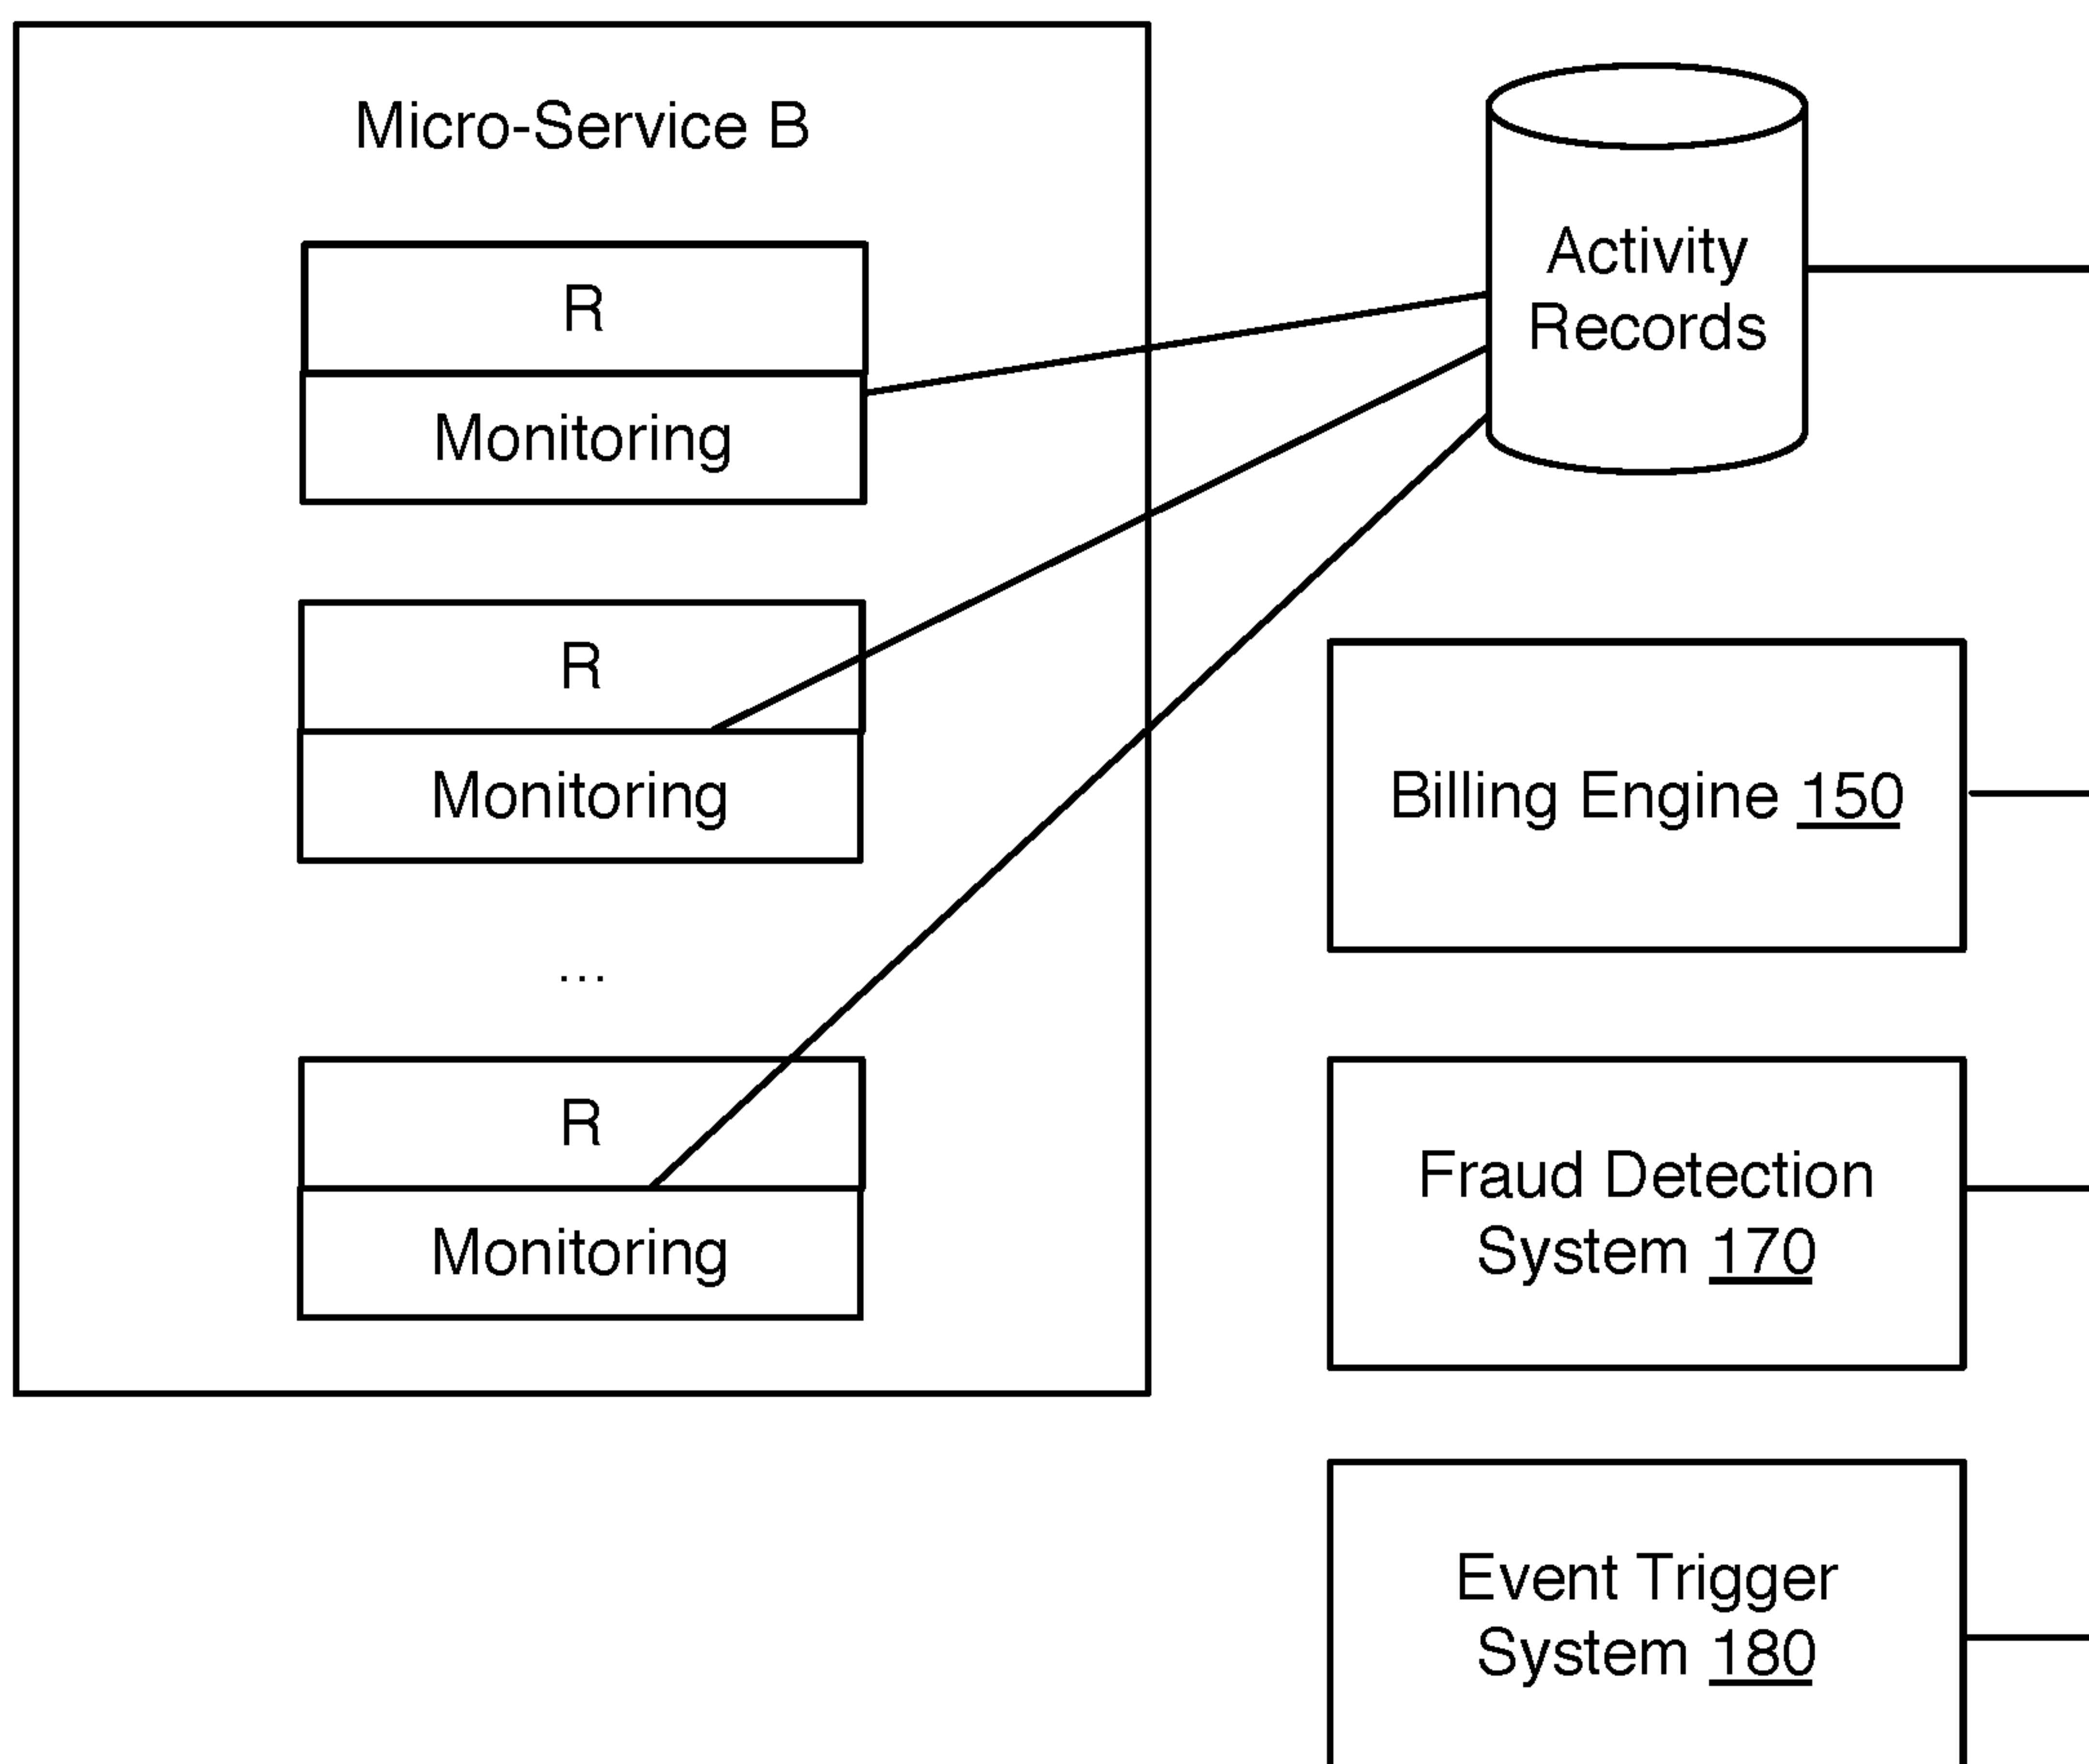 Micro-Service B
R
Monitoring
R
Monitoring
...
R
Monitoring
Activity
Records
Billing Engine 150
Fraud Detection
System 170
Event Trigger
System 180